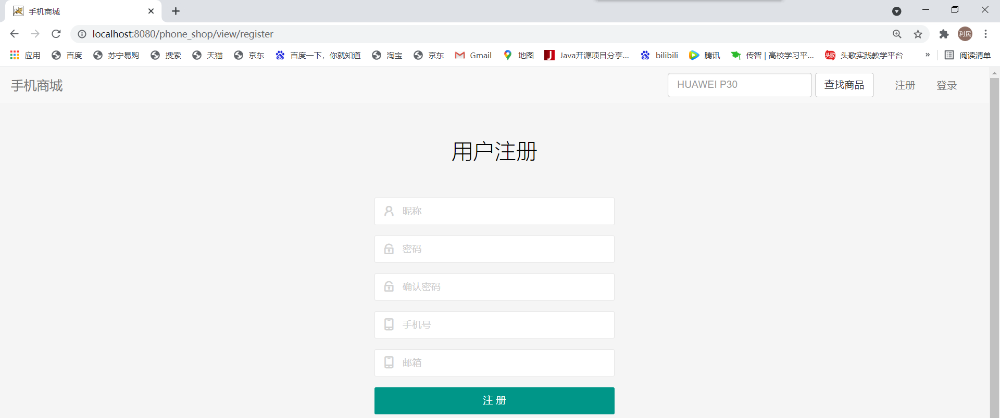 手机商城
localhost:8080/phone_shop/view/register
利民
应用 百度 苏宁易购 搜索 天猫 京东 百度一下，你就知道 淘宝 京东 Gmail 地图 Java开源项目分享... bilibili 腾讯 传智 | 高校学习平... 头歌 头歌实践教学平台 » 阅读清单
手机商城 HUAWEI P30 查找商品 注册 登录
用户注册
昵称
密码
确认密码
手机号
邮箱
注 册